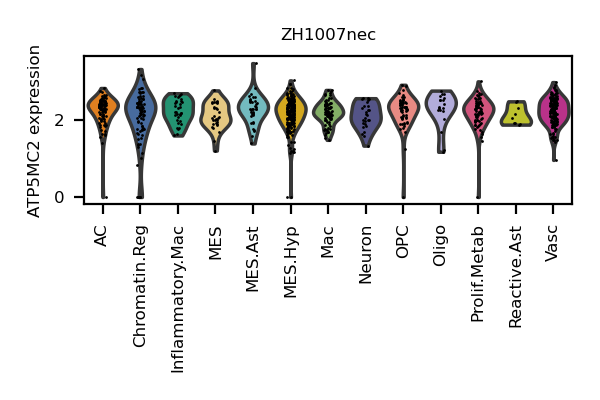 ZH1007nec
ATP5MC2 expression
2
0
AC
Chromatin.Reg
Inflammatory.Mac
MES
MES.Ast
MES.Hyp
Mac
Neuron
OPC
Oligo
Prolif.Metab
Reactive.Ast
Vasc